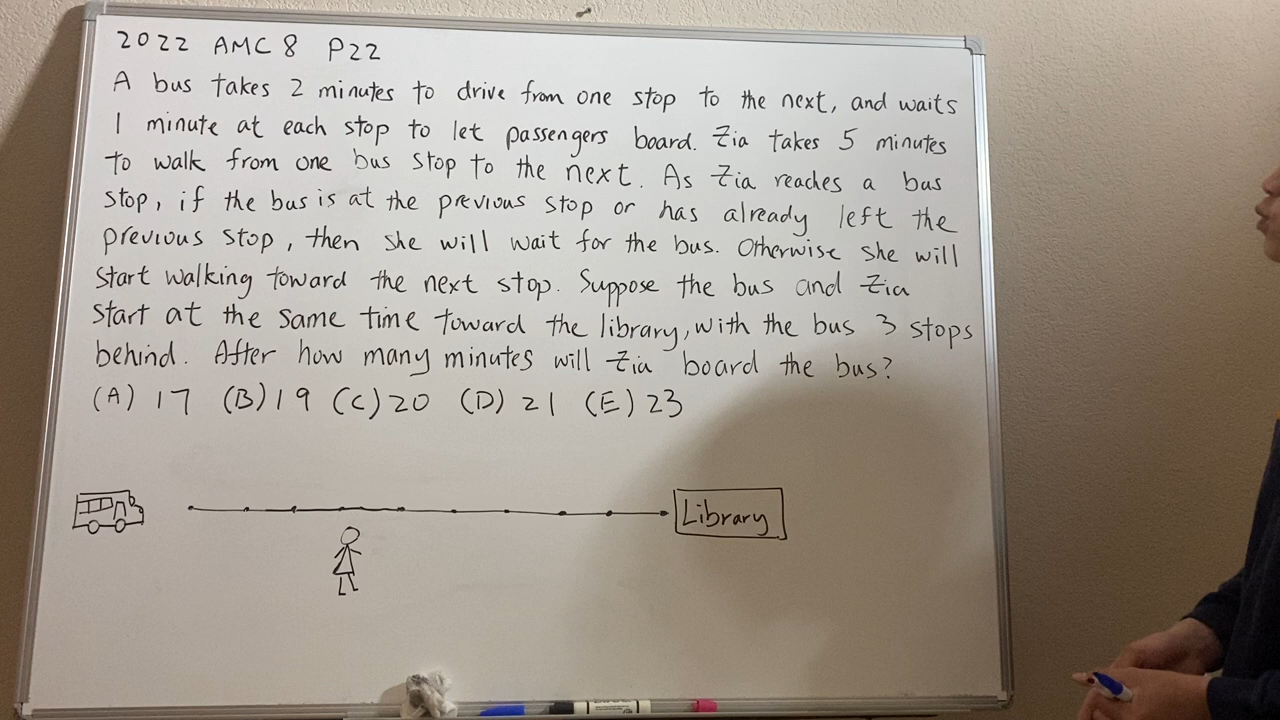 2022 AMC 8 P22
A bus takes 2 minutes to drive from one stop to the next, and waits
1 minute at each stop to let passengers board. Zia takes 5 minutes
to walk from one bus stop to the next. As Zia reaches a bus
stop, if the bus is at the previous stop or has already left the
previous stop, then she will wait for the bus. Otherwise she will
start walking toward the next stop. Suppose the bus and Zia
start at the same time toward the library, with the bus 3 stops
behind. After how many minutes will Zia board the bus?
(A) 17 (B) 19 (C) 20 (D) 21 (E) 23
Library